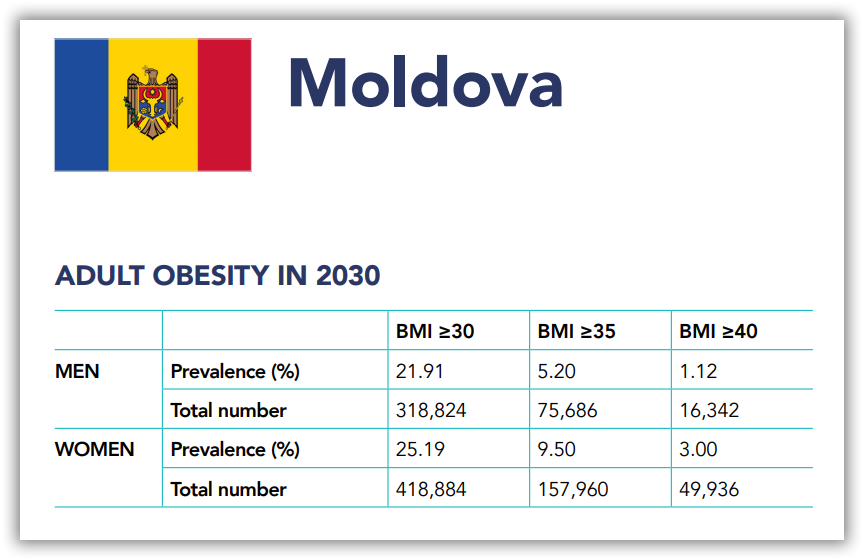 Moldova
ADULT OBESITY IN 2030
BMI ≥30 BMI ≥35 BMI ≥40
MEN Prevalence (%) 21.91 5.20 1.12
Total number 318,824 75,686 16,342
WOMEN Prevalence (%) 25.19 9.50 3.00
Total number 418,884 157,960 49,936